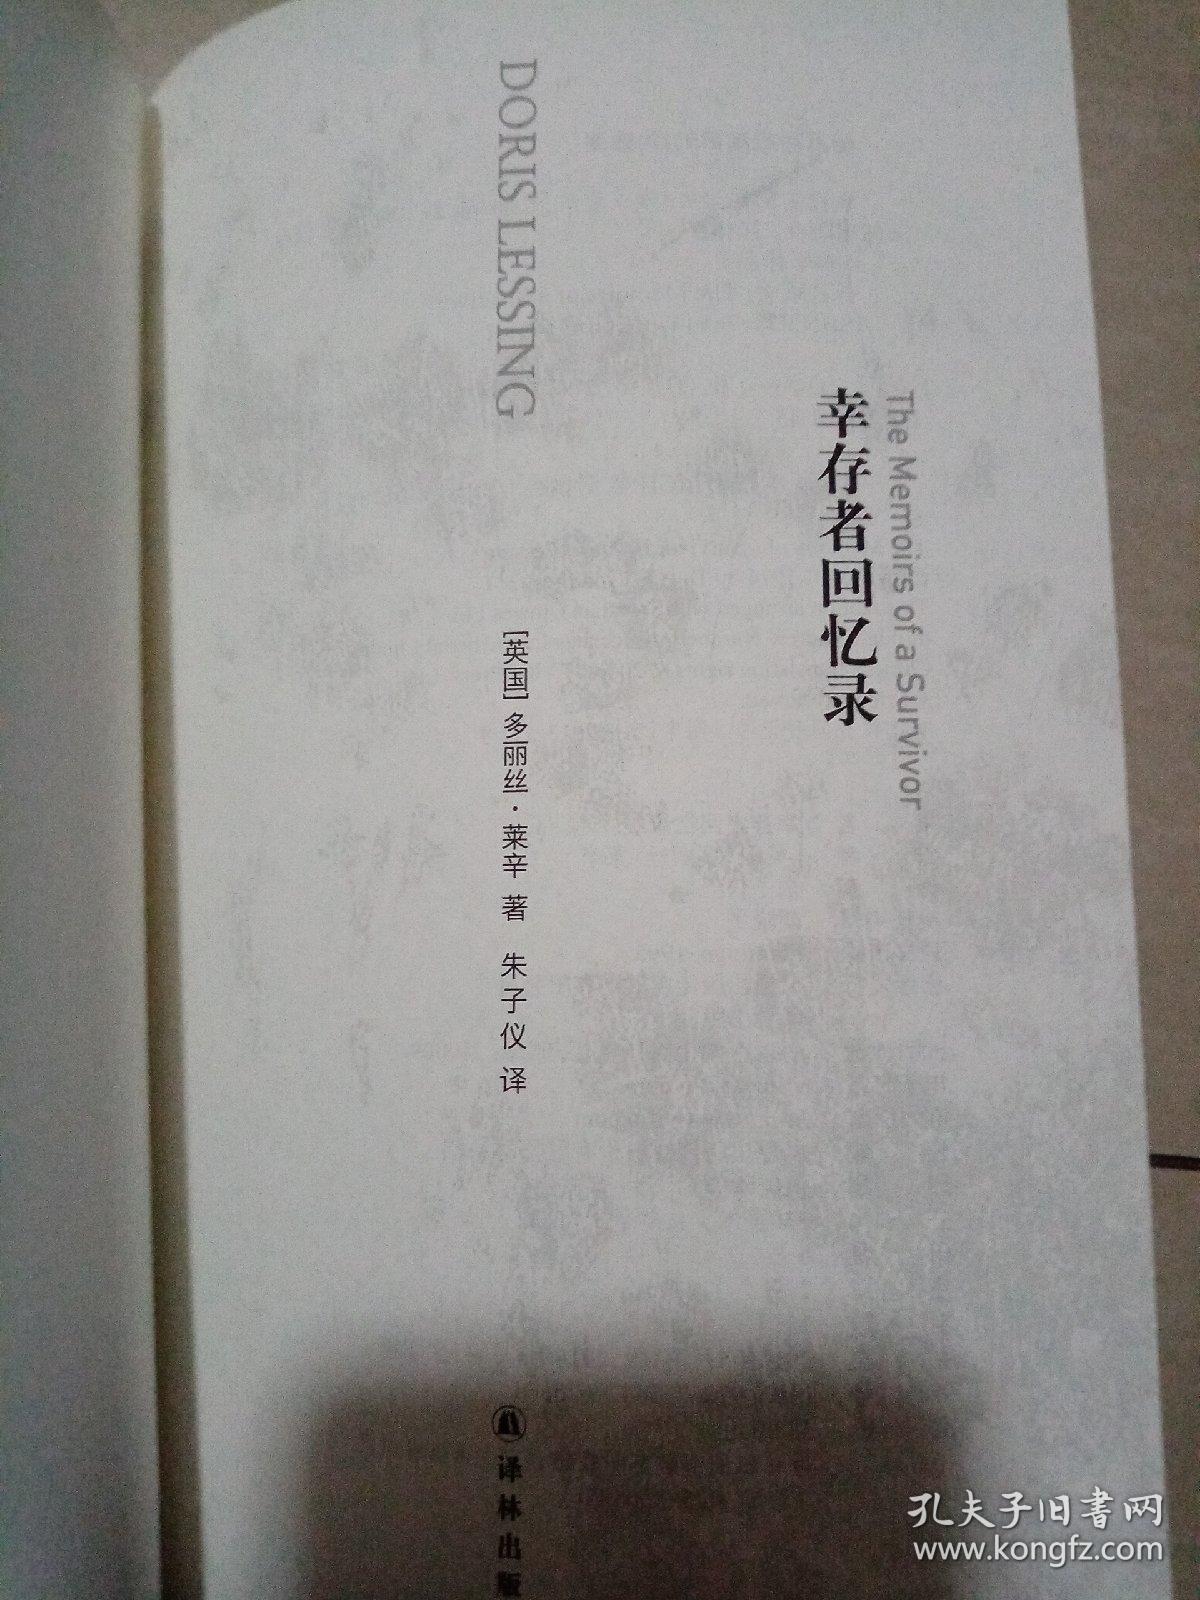 The Memoirs of a Survivor
幸存者回忆录
DORIS LESSING
[英国] 多丽丝·莱辛 著 朱子仪 译
译林出版
孔夫子旧书网
www.kongfz.com